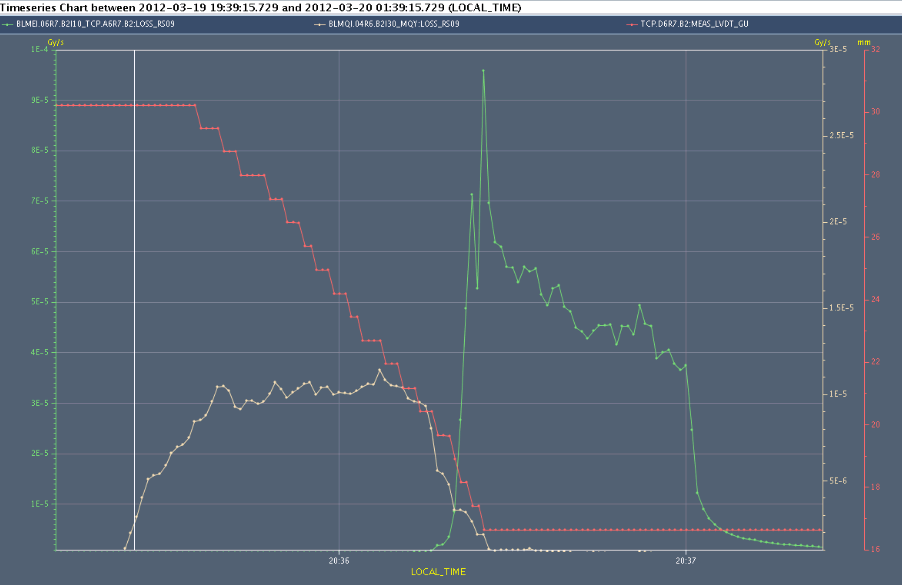 Timeseries Chart between 2012-03-19 19:39:15.729 and 2012-03-20 01:39:15.729 (LOCAL_TIME)
BLMEI.06R7.B2I10_TCP.A6R7.B2:LOSS_RS09 BLMQI.04R6.B2I30_MQY:LOSS_RS09 TCP.D6R7.B2:MEAS_LVDT_GU
Gy/s Gy/s mm
1E-4 3E-5 32
9E-5 30
2.5E-5
8E-5
28
7E-5
2E-5
26
6E-5
24
5E-5 1.5E-5
22
4E-5
1E-5
3E-5
20
2E-5
5E-6
18
1E-5
16
20:36 20:37
LOCAL_TIME